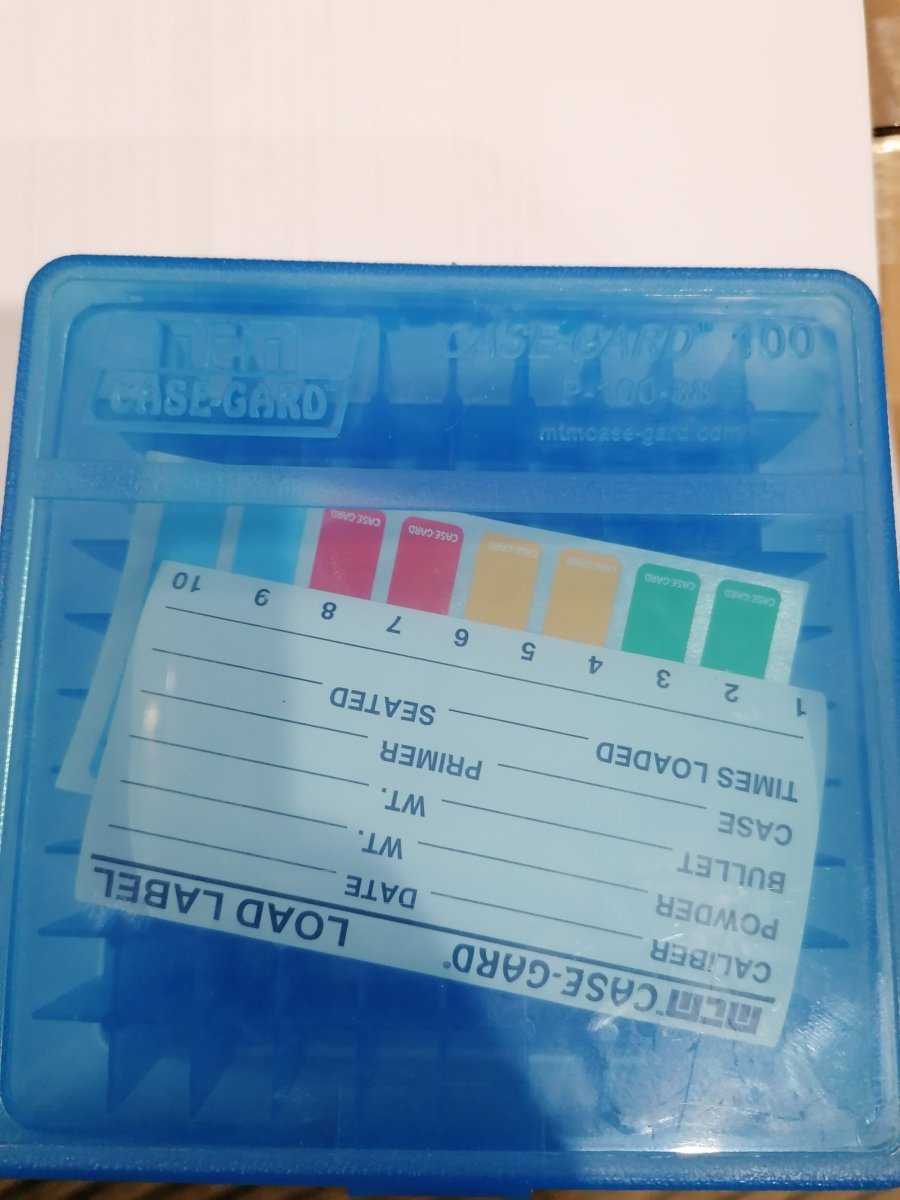 mtm
CASE-GARD™
CASE-GARD™ 100
P-100-38
mtmcase-gard.com
mtm™ CASE-GARD® LOAD LABEL
CALIBER DATE
POWDER WT.
BULLET WT.
CASE PRIMER
TIMES LOADED SEATED
1 2 3 4 5 6 7 8 9 10
CASE-GARD
CASE-GARD
CASE-GARD
CASE-GARD
CASE-GARD
CASE-GARD